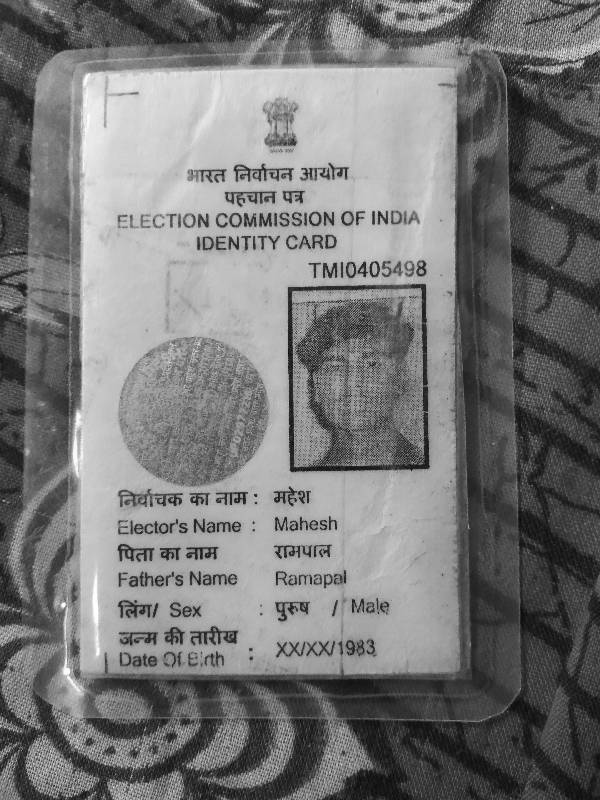 भारत निर्वाचन आयोग
पहचान पत्र
ELECTION COMMISSION OF INDIA
IDENTITY CARD
TMI0405498
निर्वाचक का नाम : महेश
Elector's Name : Mahesh
पिता का नाम रामपाल
Father's Name Ramapal
लिंग/ Sex : पुरुष / Male
जन्म की तारीख
Date Of Birth : XX/XX/1983